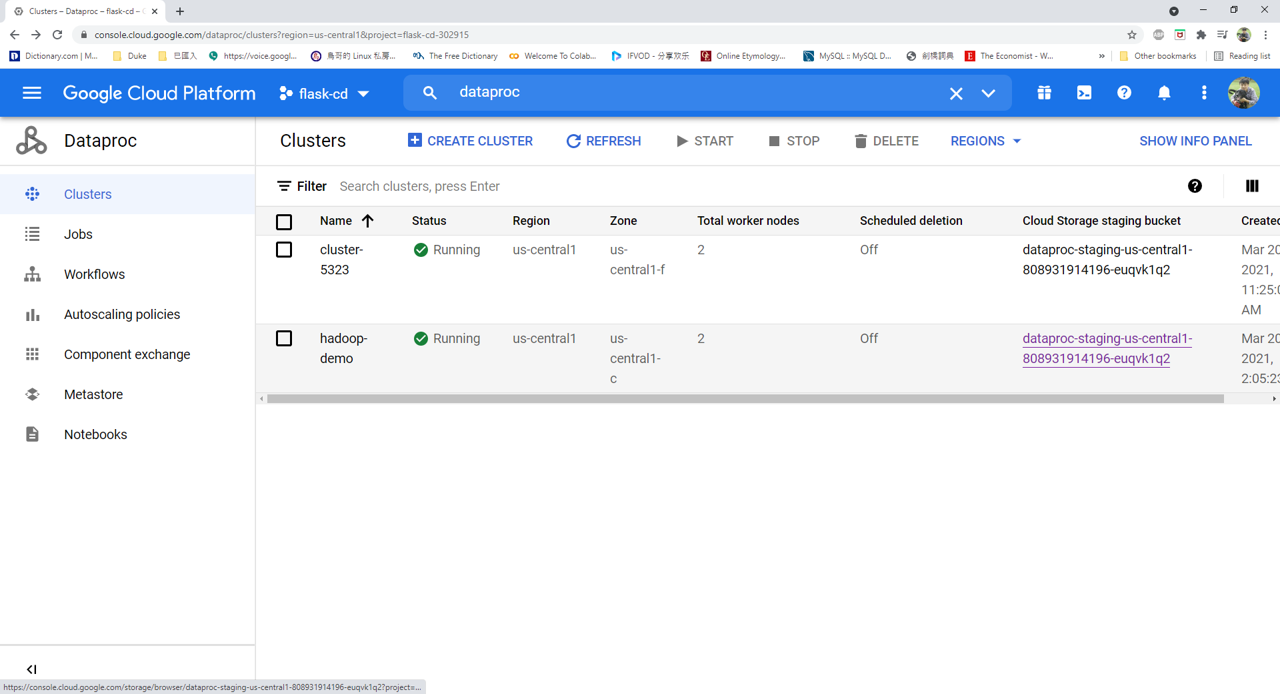 Clusters – Dataproc – flask-cd –
console.cloud.google.com/dataproc/clusters?region=us-central1&project=flask-cd-302915
Dictionary.com | M...
Duke
巴國入
https://voice.googl...
鳥哥的 Linux 私房...
The Free Dictionary
Welcome To Colab...
IFVOD - 分享欢乐
Online Etymology...
MySQL :: MySQL D...
劍橋詞典
The Economist - W...
»
Other bookmarks
Reading list
Google Cloud Platform
flask-cd
dataproc
Dataproc
Clusters
CREATE CLUSTER
REFRESH
START
STOP
DELETE
REGIONS
SHOW INFO PANEL
Clusters
Jobs
Workflows
Autoscaling policies
Component exchange
Metastore
Notebooks
Filter
Search clusters, press Enter
Name
Status
Region
Zone
Total worker nodes
Scheduled deletion
Cloud Storage staging bucket
Created
cluster-
5323
Running
us-central1
us-
central1-f
2
Off
dataproc-staging-us-central1-
808931914196-euqvk1q2
Mar 20
2021,
11:25:0
AM
hadoop-
demo
Running
us-central1
us-
central1-
c
2
Off
dataproc-staging-us-central1-
808931914196-euqvk1q2
Mar 20
2021,
2:05:23
https://console.cloud.google.com/storage/browser/dataproc-staging-us-central1-808931914196-euqvk1q2?project=...